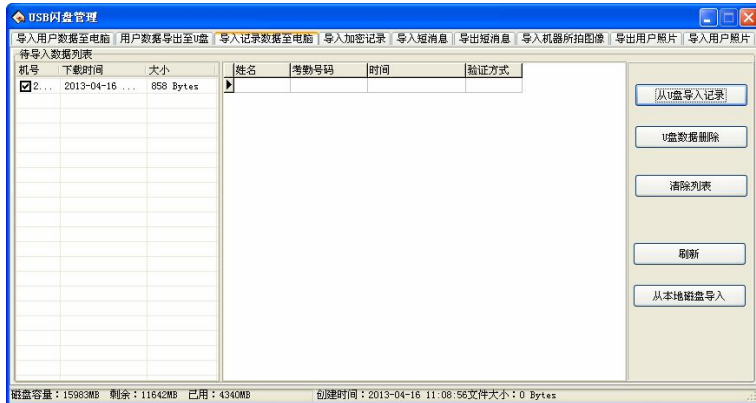 USB闪盘管理
导入用户数据至电脑 用户数据导出至U盘 导入记录数据至电脑 导入加密记录 导入短消息 导出短消息 导入机器所拍图像 导出用户照片 导入用户照片
待导入数据列表
机号 下载时间 大小 姓名 考勤号码 时间 验证方式
2... 2013-04-16 ... 858 Bytes
从U盘导入记录
U盘数据删除
清除列表
刷新
从本地磁盘导入
磁盘容量：15983MB 剩余：11642MB 已用：4340MB 创建时间：2013-04-16 11:08:56文件大小：0 Bytes